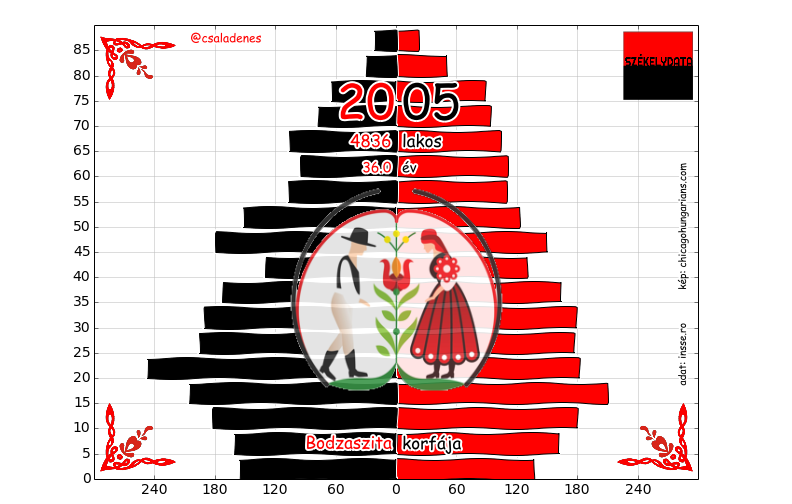 @csaladenes
SZÉKELYDATA
2005
4836 lakos
36.0 év
Bodzaszita korfája
kép: chicagohungarians.com
adat: insse.ro
85
80
75
70
65
60
55
50
45
40
35
30
25
20
15
10
5
0
240 180 120 60 0 60 120 180 240